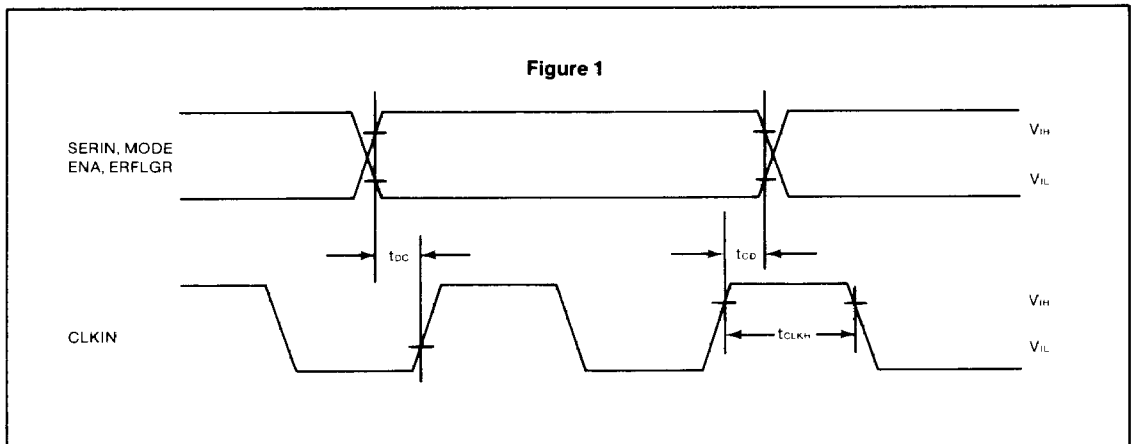 Figure 1
SERIN, MODE
ENA, ERFLGR
VIH
VIL
tDC
tCD
CLKIN
VIH
tCLKH
VIL